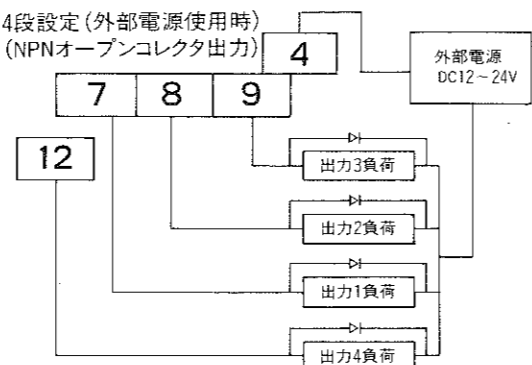 4段設定(外部電源使用時)
(NPNオープンコレクタ出力)
4
外部電源
DC12~24V
7
8
9
12
出力3負荷
出力2負荷
出力1負荷
出力4負荷